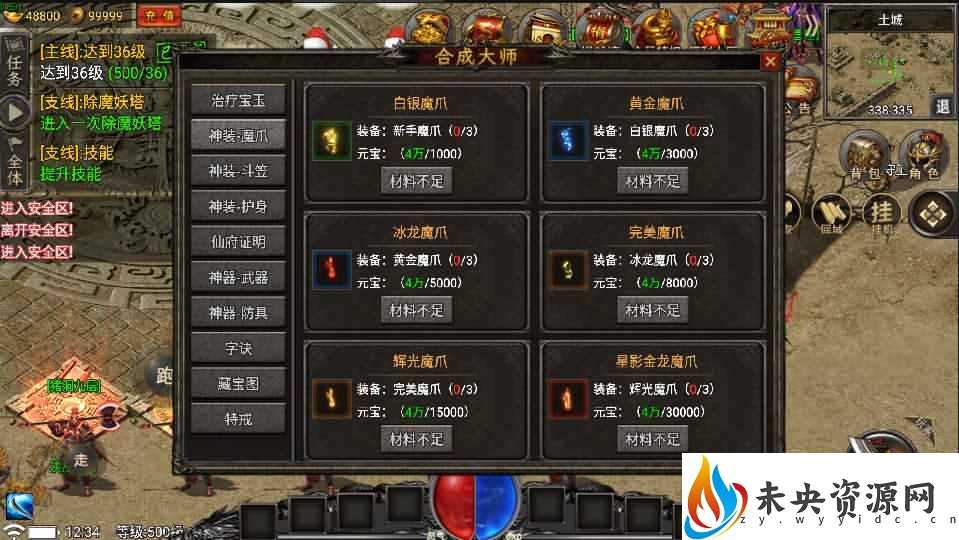 48800
99999
充值
任务
全体
[主线]:达到36级
达到36级 (500/36)
[支线]:除魔妖塔
进入一次除魔妖塔
[支线]:技能
提升技能
进入安全区!
离开安全区!
进入安全区!
合成大师
治疗宝玉
神装-魔爪
神装-斗笠
神装-护身
仙府证明
神器-武器
神器-防具
字诀
藏宝图
特戒
白银魔爪
装备：新手魔爪 (0/3)
元宝： (4万/1000)
材料不足
黄金魔爪
装备：白银魔爪 (0/3)
元宝： (4万/3000)
材料不足
冰龙魔爪
装备：黄金魔爪 (0/3)
元宝： (4万/5000)
材料不足
完美魔爪
装备：冰龙魔爪 (0/3)
元宝： (4万/8000)
材料不足
辉光魔爪
装备：完美魔爪 (0/3)
元宝： (4万/15000)
材料不足
星影金龙魔爪
装备：辉光魔爪 (0/3)
元宝： (4万/30000)
材料不足
土城
338,335
退
公告
背包
角色
回城
挂
挂机
跑
走
12:34
等级:500级
未央资源网
zy.wyyidc.cn